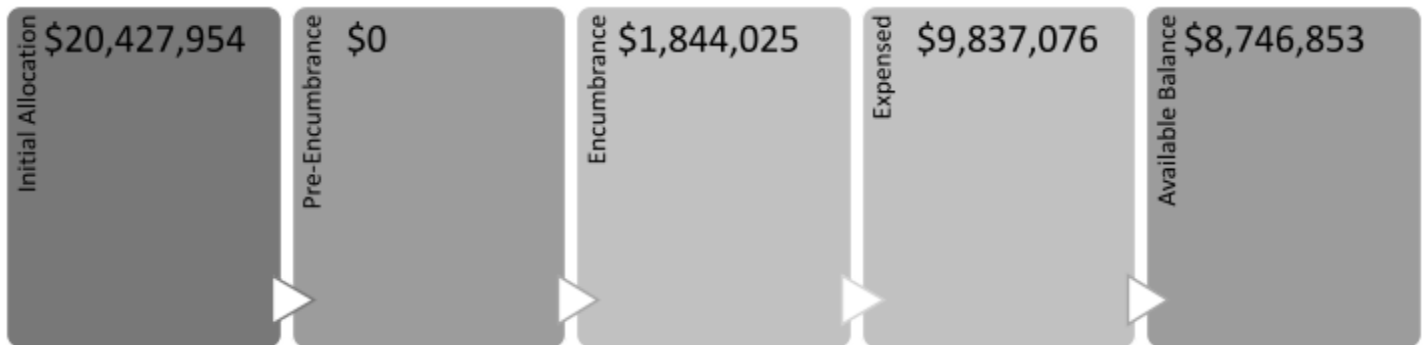 Initial Allocation
$20,427,954
Pre-Encumbrance
$0
Encumbrance
$1,844,025
Expensed
$9,837,076
Available Balance
$8,746,853